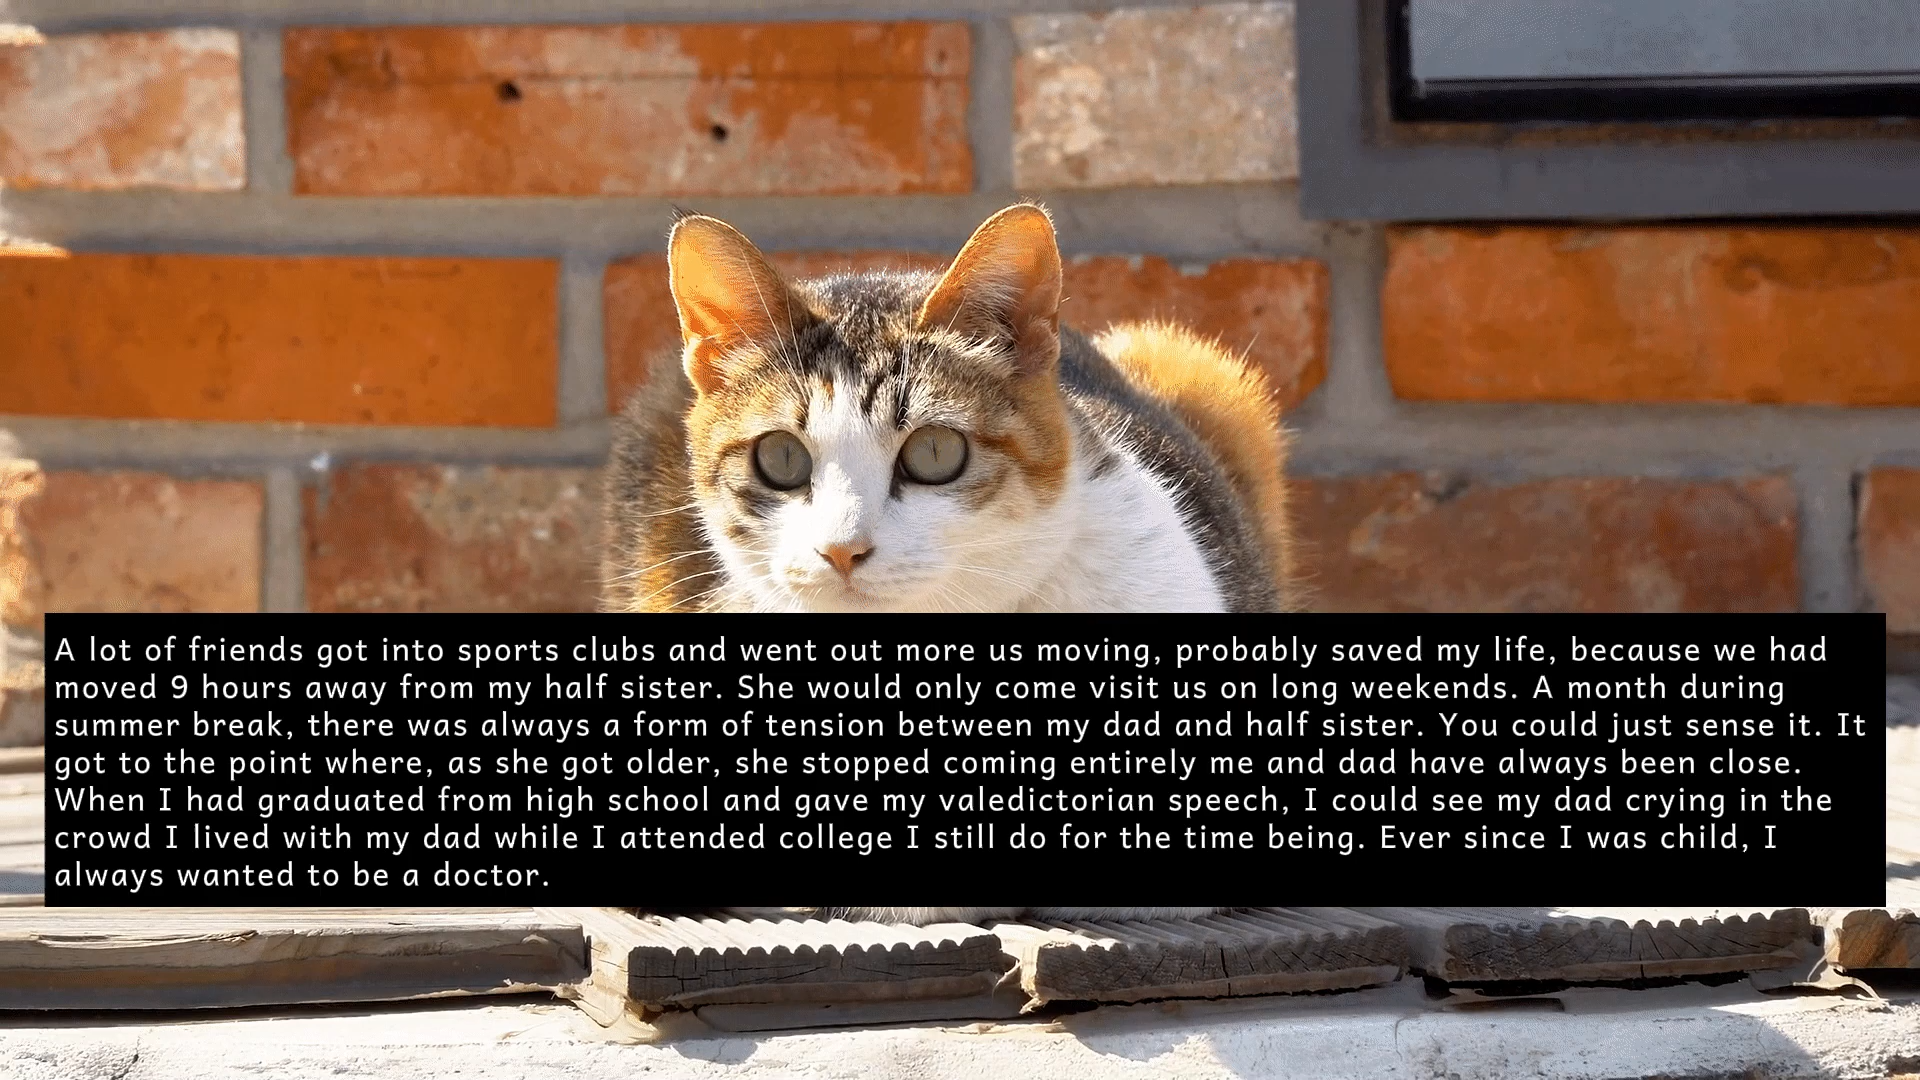 A lot of friends got into sports clubs and went out more us moving, probably saved my life, because we had
moved 9 hours away from my half sister. She would only come visit us on long weekends. A month during
summer break, there was always a form of tension between my dad and half sister. You could just sense it. It
got to the point where, as she got older, she stopped coming entirely me and dad have always been close.
When I had graduated from high school and gave my valedictorian speech, I could see my dad crying in the
crowd I lived with my dad while I attended college I still do for the time being. Ever since I was child, I
always wanted to be a doctor.